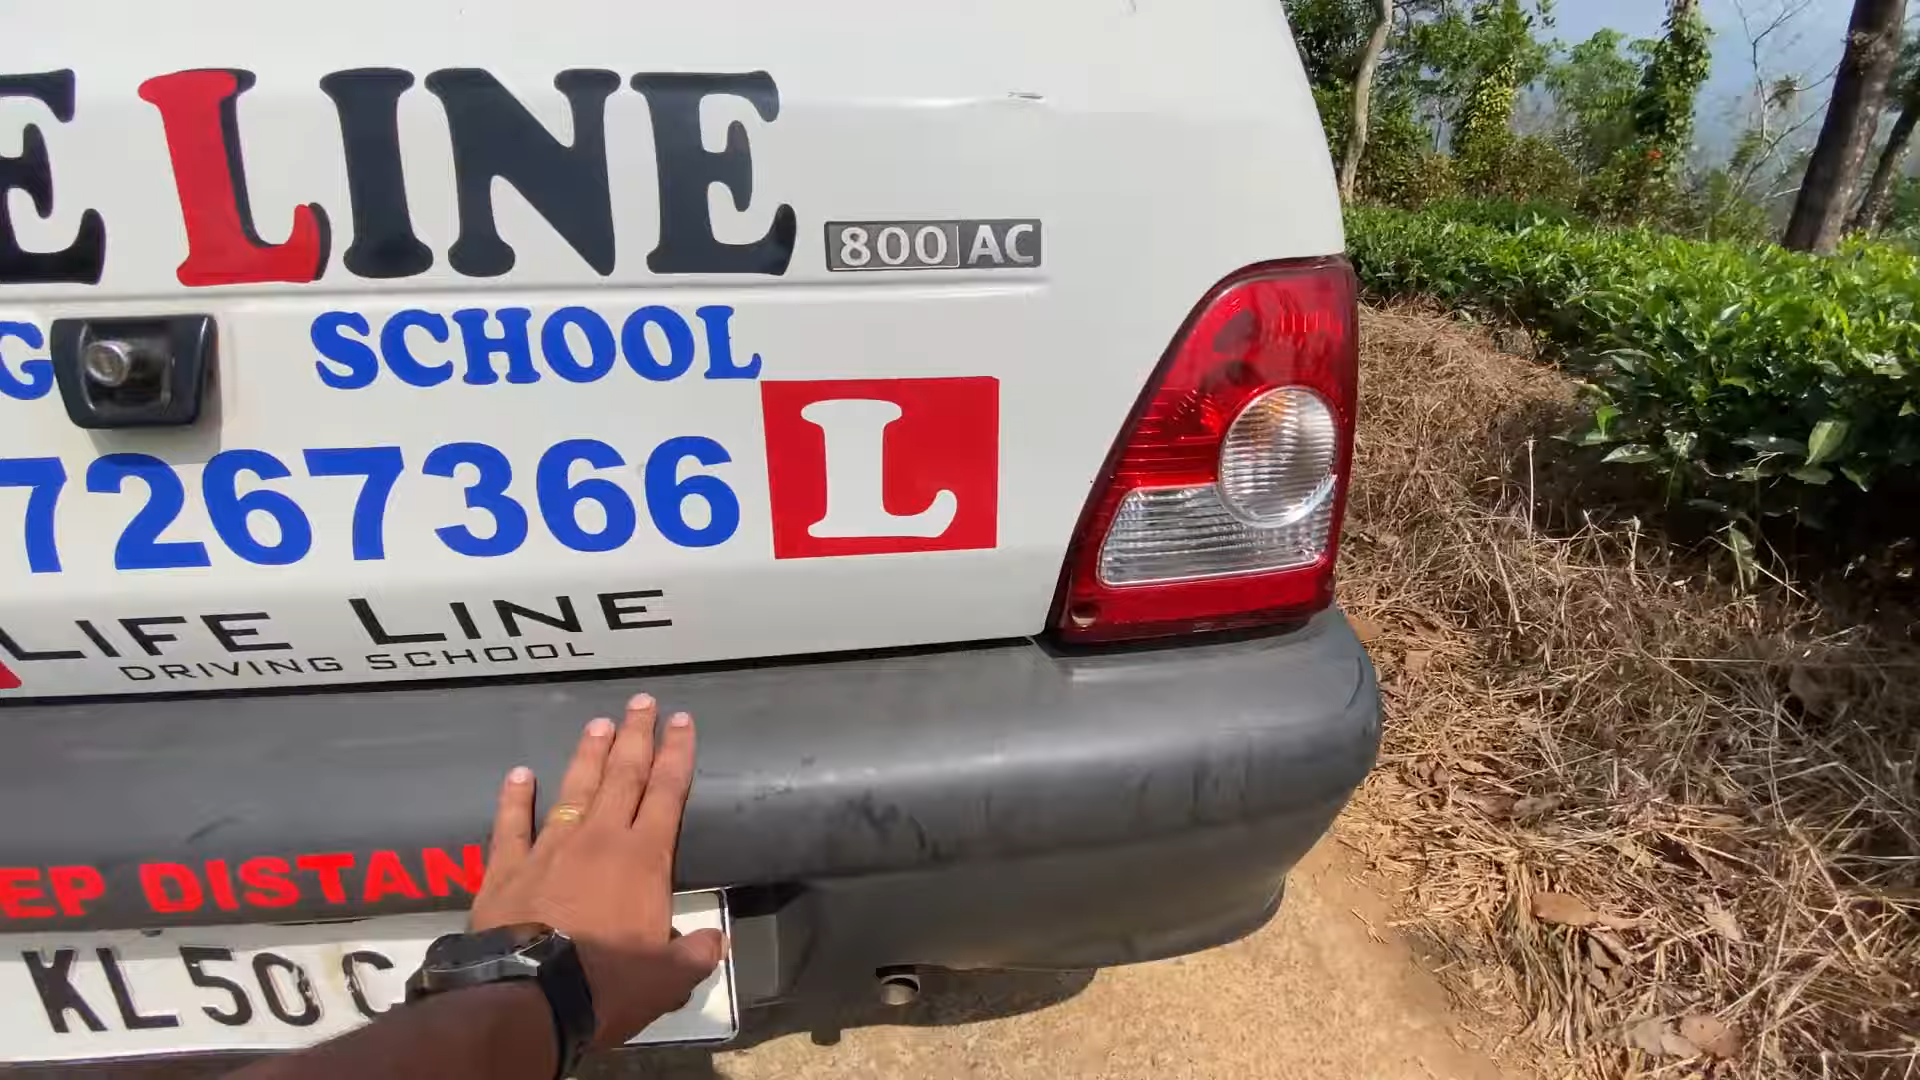 E LINE
800 AC
G SCHOOL
7267366
L
LIFE LINE
DRIVING SCHOOL
EP DISTAN
KL 50 C